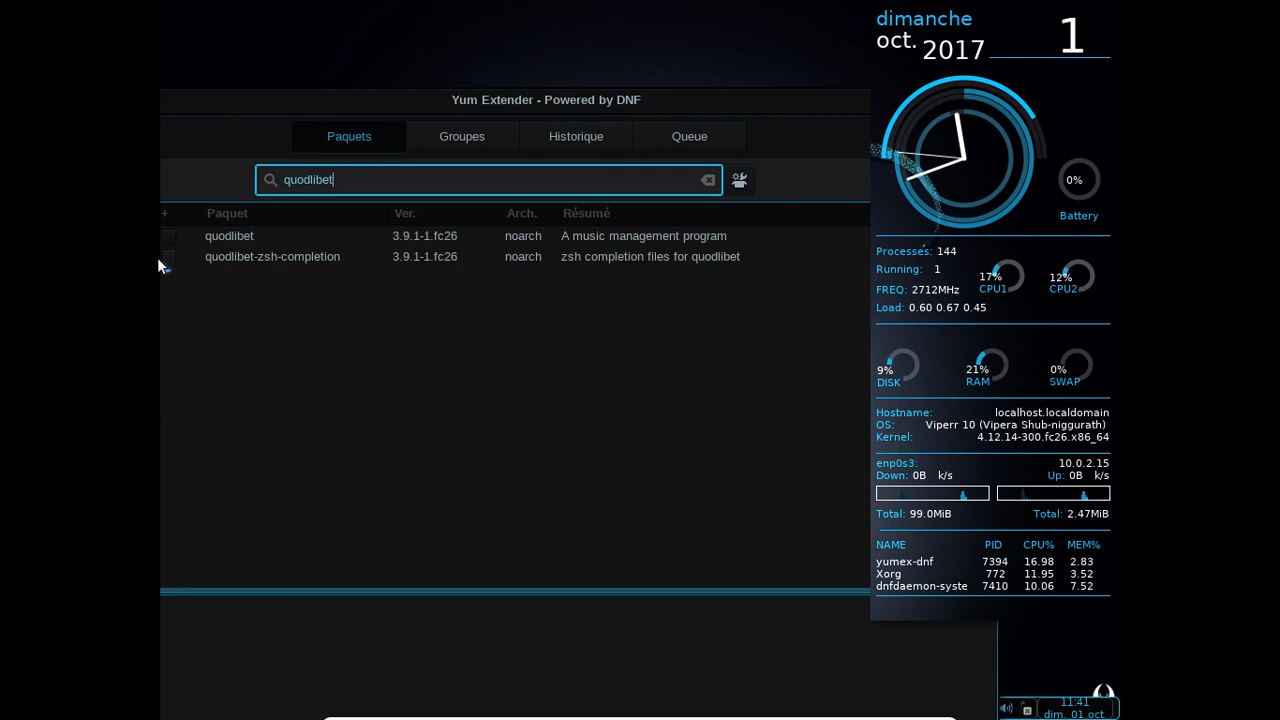 dimanche
oct. 2017 1
Yum Extender - Powered by DNF
Paquets Groupes Historique Queue
quodlibet
+ Paquet Ver. Arch. Résumé
quodlibet 3.9.1-1.fc26 noarch A music management program
quodlibet-zsh-completion 3.9.1-1.fc26 noarch zsh completion files for quodlibet
0%
Battery
Processes: 144
Running: 1
17% CPU1
12% CPU2
FREQ: 2712MHz
Load: 0.60 0.67 0.45
9% 21% 0%
DISK RAM SWAP
Hostname: localhost.localdomain
OS: Viperr 10 (Vipera Shub-niggurath)
Kernel: 4.12.14-300.fc26.x86_64
enp0s3: 10.0.2.15
Down: 0B k/s Up: 0B k/s
Total: 99.0MiB Total: 2.47MiB
NAME PID CPU% MEM%
yumex-dnf 7394 16.98 2.83
Xorg 772 11.95 3.52
dnfdaemon-syste 7410 10.06 7.52
11:41
dim. 01 oct.